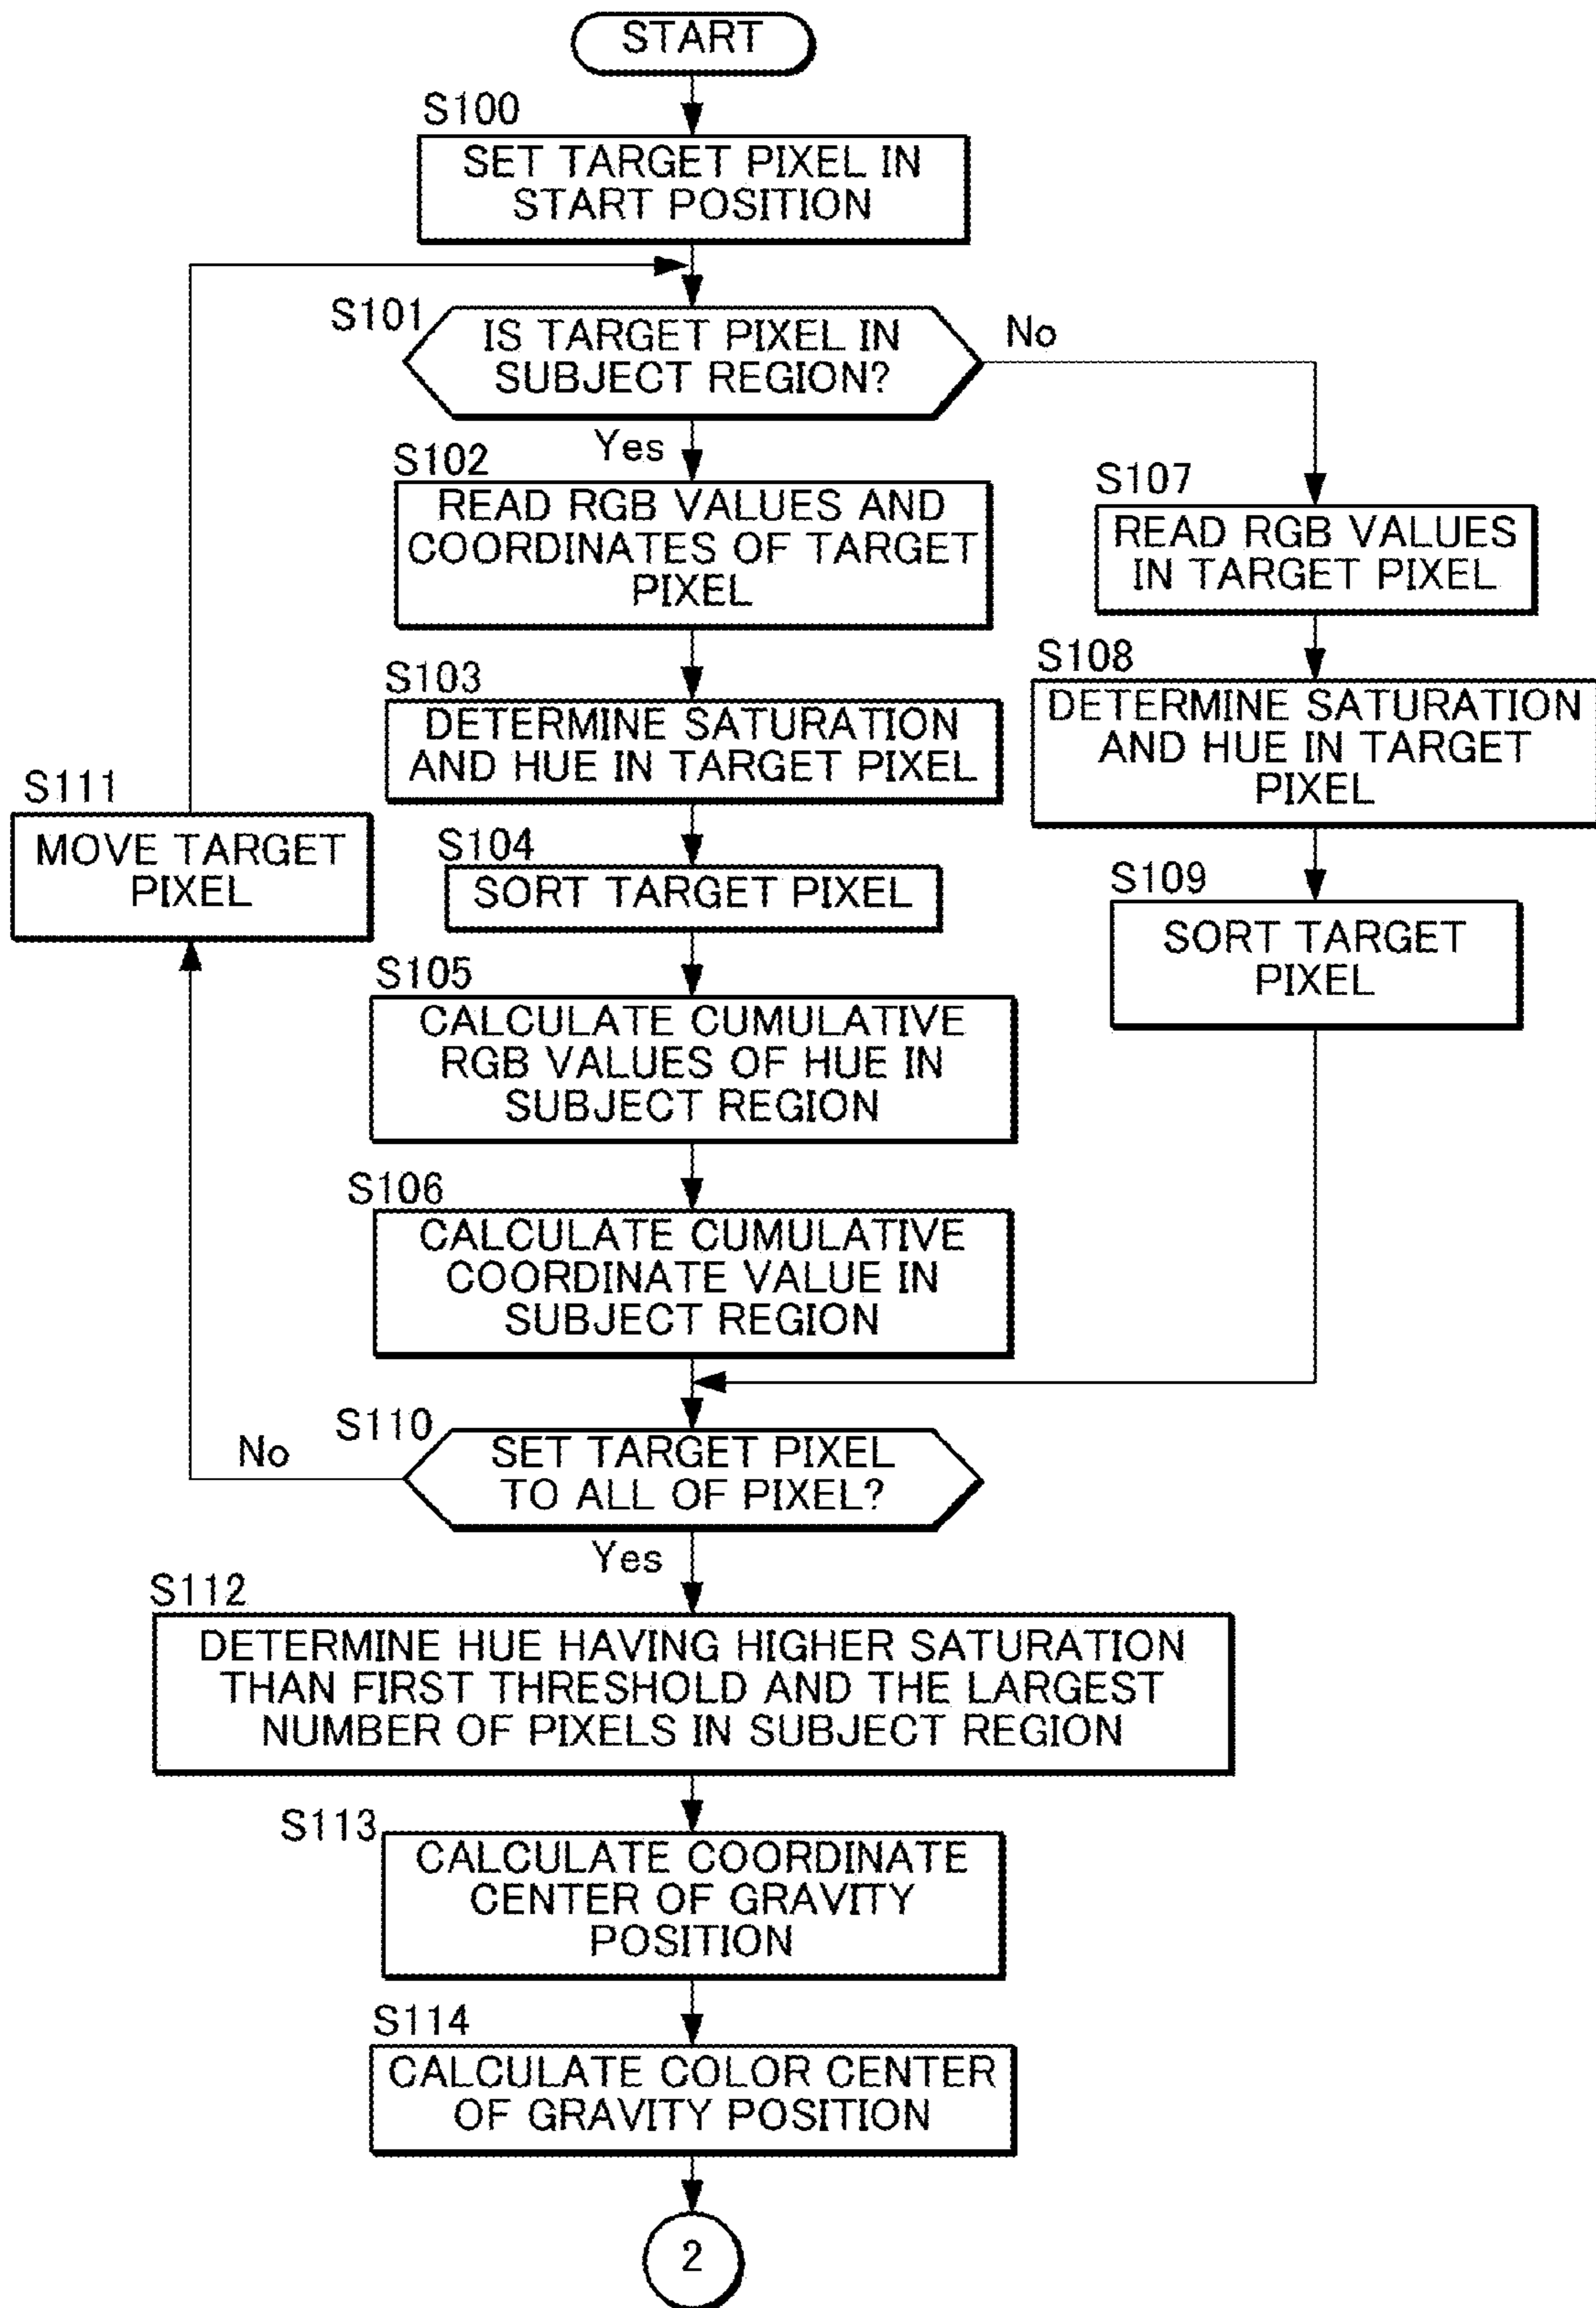 START
S100
SET TARGET PIXEL IN
START POSITION
S101
IS TARGET PIXEL IN
SUBJECT REGION?
No
Yes
S102
READ RGB VALUES AND
COORDINATES OF TARGET
PIXEL
S103
DETERMINE SATURATION
AND HUE IN TARGET PIXEL
S104
SORT TARGET PIXEL
S105
CALCULATE CUMULATIVE
RGB VALUES OF HUE IN
SUBJECT REGION
S106
CALCULATE CUMULATIVE
COORDINATE VALUE IN
SUBJECT REGION
S107
READ RGB VALUES
IN TARGET PIXEL
S108
DETERMINE SATURATION
AND HUE IN TARGET
PIXEL
S109
SORT TARGET
PIXEL
S110
SET TARGET PIXEL
TO ALL OF PIXEL?
No
Yes
S111
MOVE TARGET
PIXEL
S112
DETERMINE HUE HAVING HIGHER SATURATION
THAN FIRST THRESHOLD AND THE LARGEST
NUMBER OF PIXELS IN SUBJECT REGION
S113
CALCULATE COORDINATE
CENTER OF GRAVITY
POSITION
S114
CALCULATE COLOR CENTER
OF GRAVITY POSITION
2